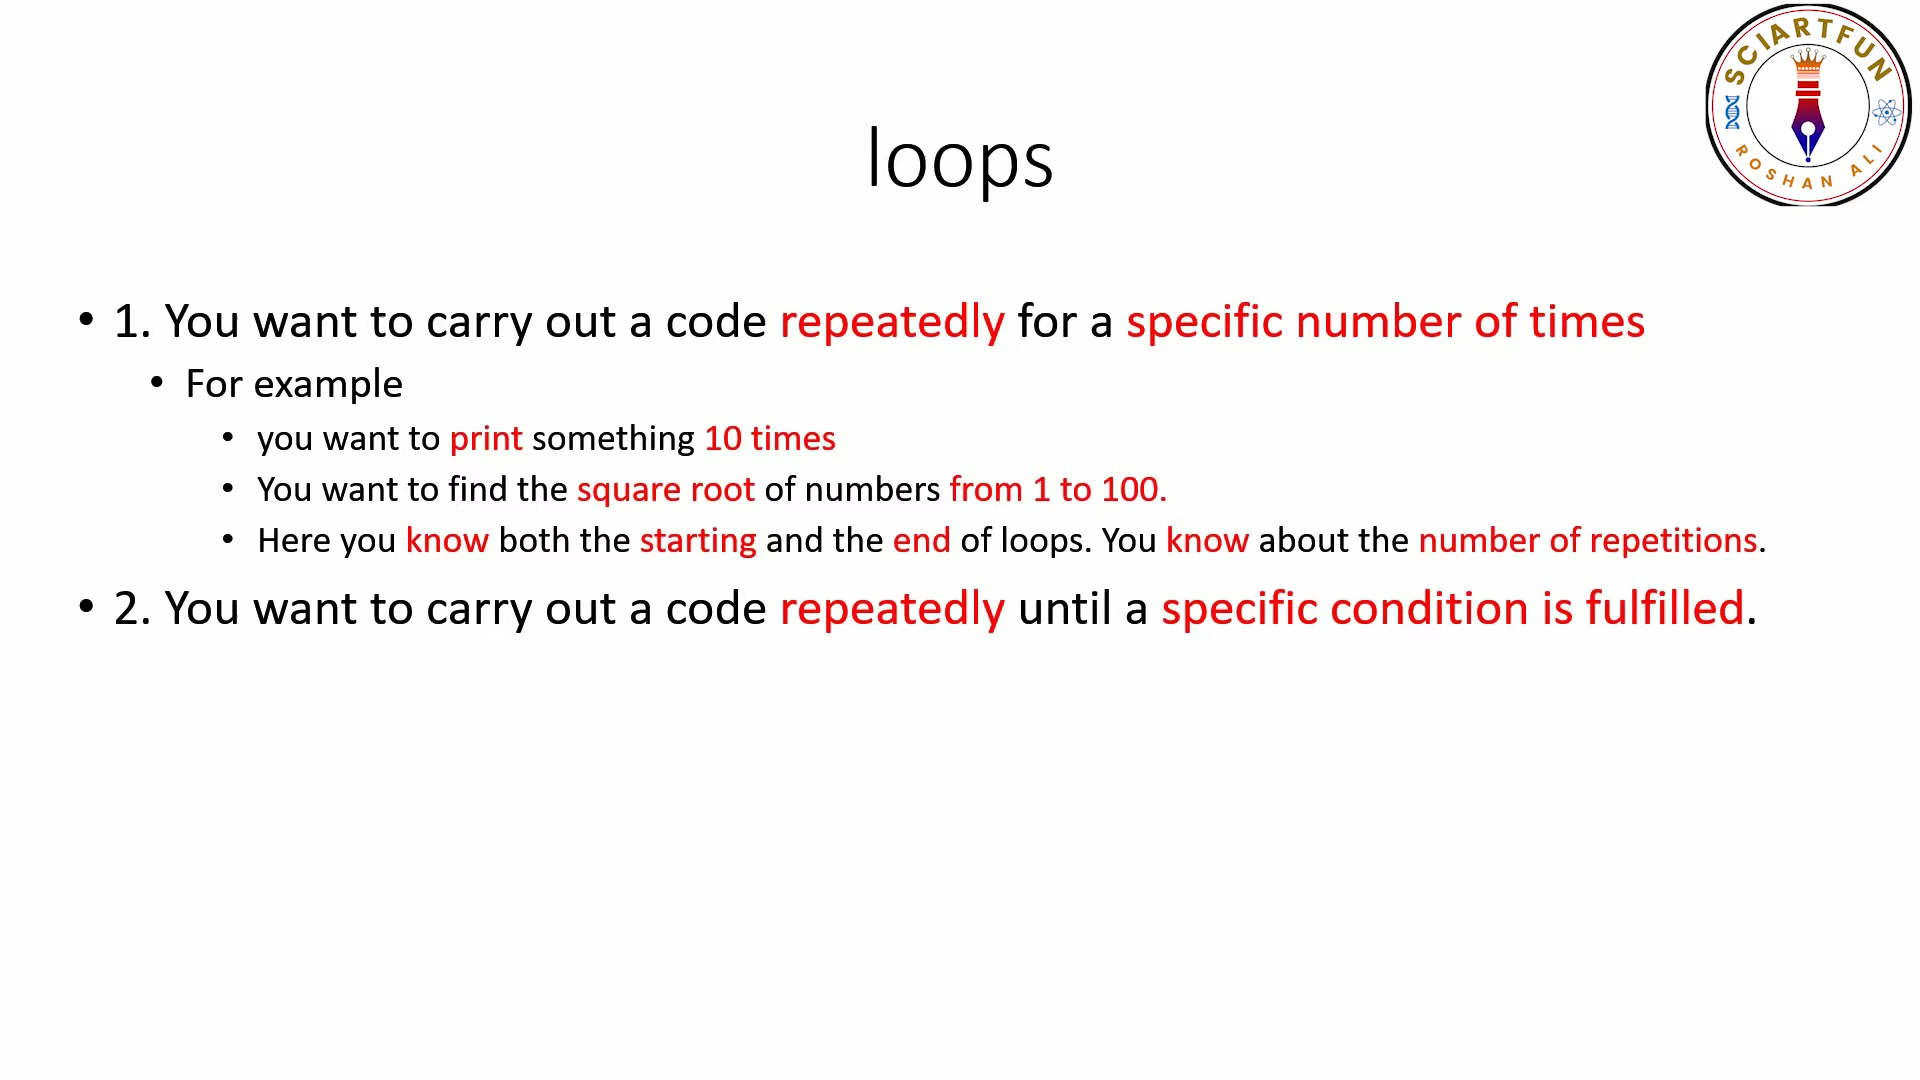 SCIARTFUN
ROSHAN ALI
loops
• 1. You want to carry out a code repeatedly for a specific number of times
• For example
• you want to print something 10 times
• You want to find the square root of numbers from 1 to 100.
• Here you know both the starting and the end of loops. You know about the number of repetitions.
• 2. You want to carry out a code repeatedly until a specific condition is fulfilled.